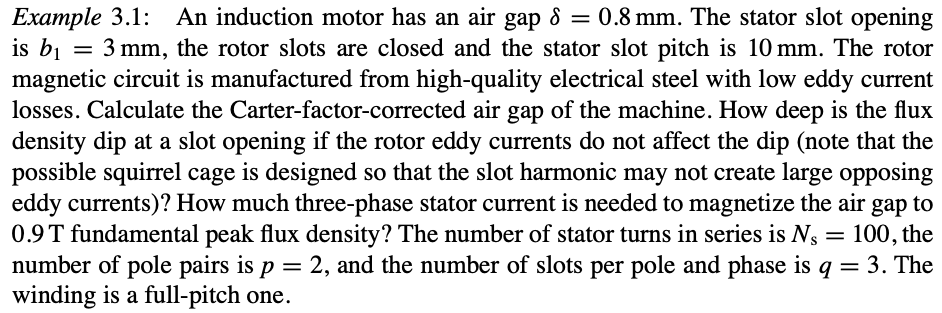 Example 3.1: An induction motor has an air gap δ = 0.8 mm. The stator slot opening
is b₁ = 3 mm, the rotor slots are closed and the stator slot pitch is 10 mm. The rotor
magnetic circuit is manufactured from high-quality electrical steel with low eddy current
losses. Calculate the Carter-factor-corrected air gap of the machine. How deep is the flux
density dip at a slot opening if the rotor eddy currents do not affect the dip (note that the
possible squirrel cage is designed so that the slot harmonic may not create large opposing
eddy currents)? How much three-phase stator current is needed to magnetize the air gap to
0.9 T fundamental peak flux density? The number of stator turns in series is Nₛ = 100, the
number of pole pairs is p = 2, and the number of slots per pole and phase is q = 3. The
winding is a full-pitch one.